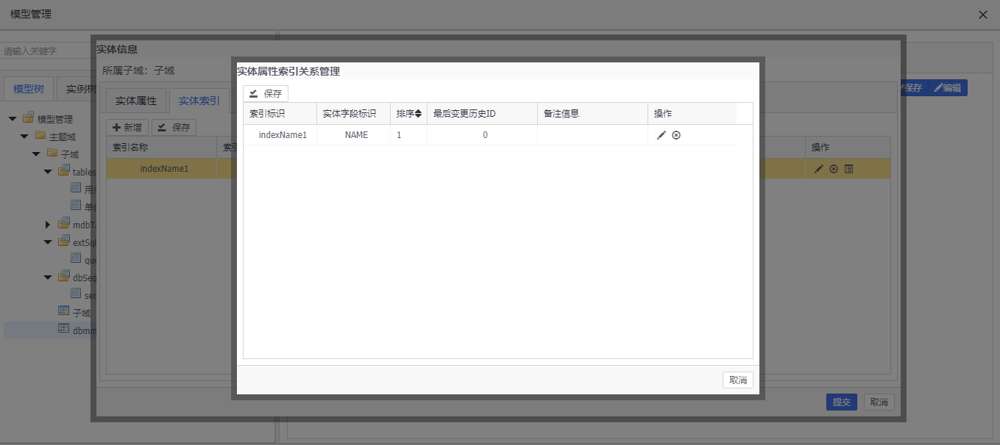 模型管理
请输入关键字
实体信息
所属子域：子域
实体属性索引关系管理
模型树
实例树
实体属性
实体索引
保存
编辑
保存
新增
保存
索引标识
实体字段标识
排序
最后变更历史ID
备注信息
操作
模型管理
索引名称
操作
indexName1
NAME
1
0
主题域
子域
indexName1
tables
mdbT
extSql
dbSeq
子域
dbmm
取消
提交
取消